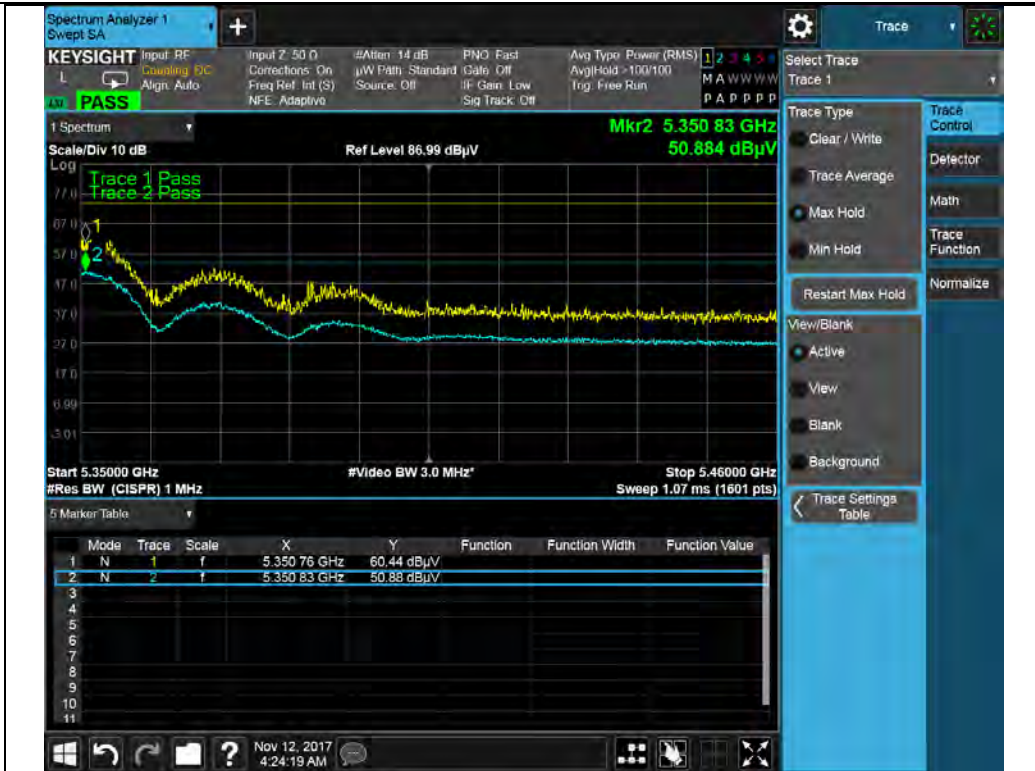 Spectrum Analyzer 1
Swept SA
+
Trace
KEYSIGHT Input: RF Input Z: 50 Ω #Atten: 14 dB PNO: Fast Avg Type: Power (RMS) 1 2 3 4 5 6
L Coupling: DC Corrections: On µW Path: Standard Gate: Off Avg|Hold: >100/100 M A W W W W
Align: Auto Freq Ref: Int (S) Source: Off IF Gain: Low Trig: Free Run
LXI PASS NFE: Adaptive Sig Track: Off P A P P P P
Select Trace
Trace 1
1 Spectrum
Mkr2 5.350 83 GHz
Scale/Div 10 dB Ref Level 86.99 dBµV 50.884 dBµV
Log
Trace 1 Pass
Trace 2 Pass
77.0
67.0
1
57.0
2
47.0
37.0
27.0
17.0
6.99
-3.01
Start 5.35000 GHz #Video BW 3.0 MHz* Stop 5.46000 GHz
#Res BW (CISPR) 1 MHz Sweep 1.07 ms (1601 pts)
Trace Type
Clear / Write
Trace Average
Max Hold
Min Hold
Restart Max Hold
View/Blank
Active
View
Blank
Background
Trace Settings
Table
Trace
Control
Detector
Math
Trace
Function
Normalize
5 Marker Table
Mode Trace Scale X Y Function Function Width Function Value
1 N 1 f 5.350 76 GHz 60.44 dBµV
2 N 2 f 5.350 83 GHz 50.88 dBµV
3
4
5
6
7
8
9
10
11
? Nov 12, 2017
4:24:19 AM